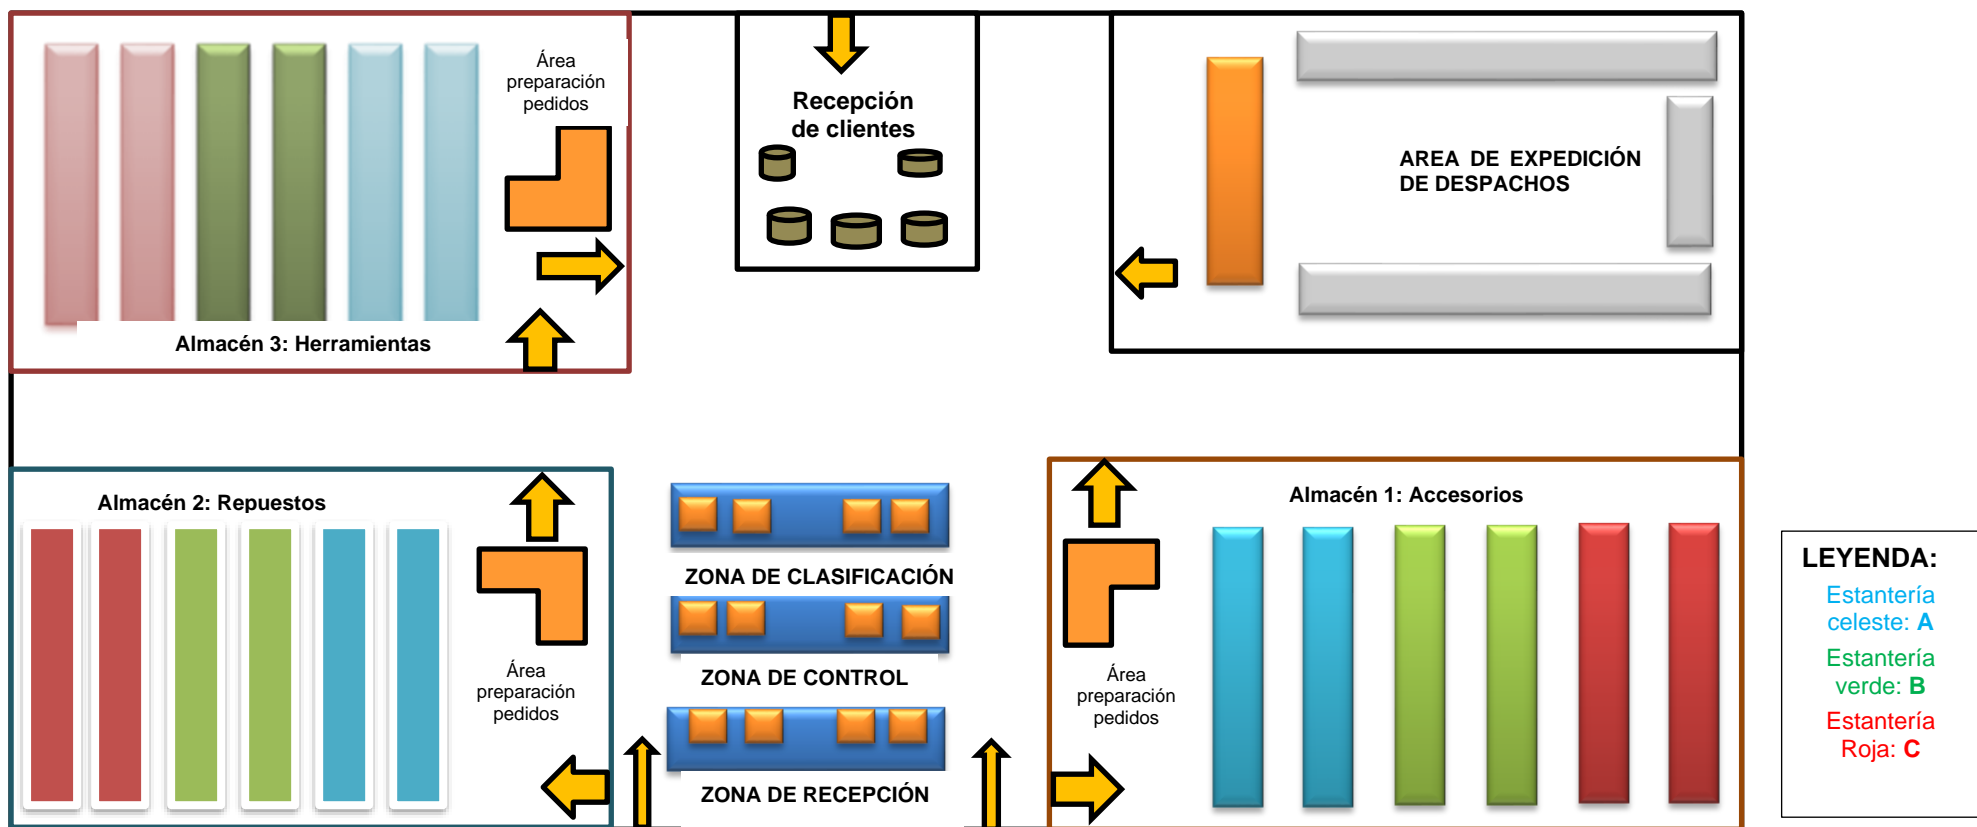 Área
preparación
pedidos
Almacén 3: Herramientas
Recepción
de clientes
AREA DE EXPEDICIÓN
DE DESPACHOS
Almacén 2: Repuestos
Área
preparación
pedidos
ZONA DE CLASIFICACIÓN
ZONA DE CONTROL
ZONA DE RECEPCIÓN
Almacén 1: Accesorios
Área
preparación
pedidos
LEYENDA:
Estantería
celeste: A
Estantería
verde: B
Estantería
Roja: C